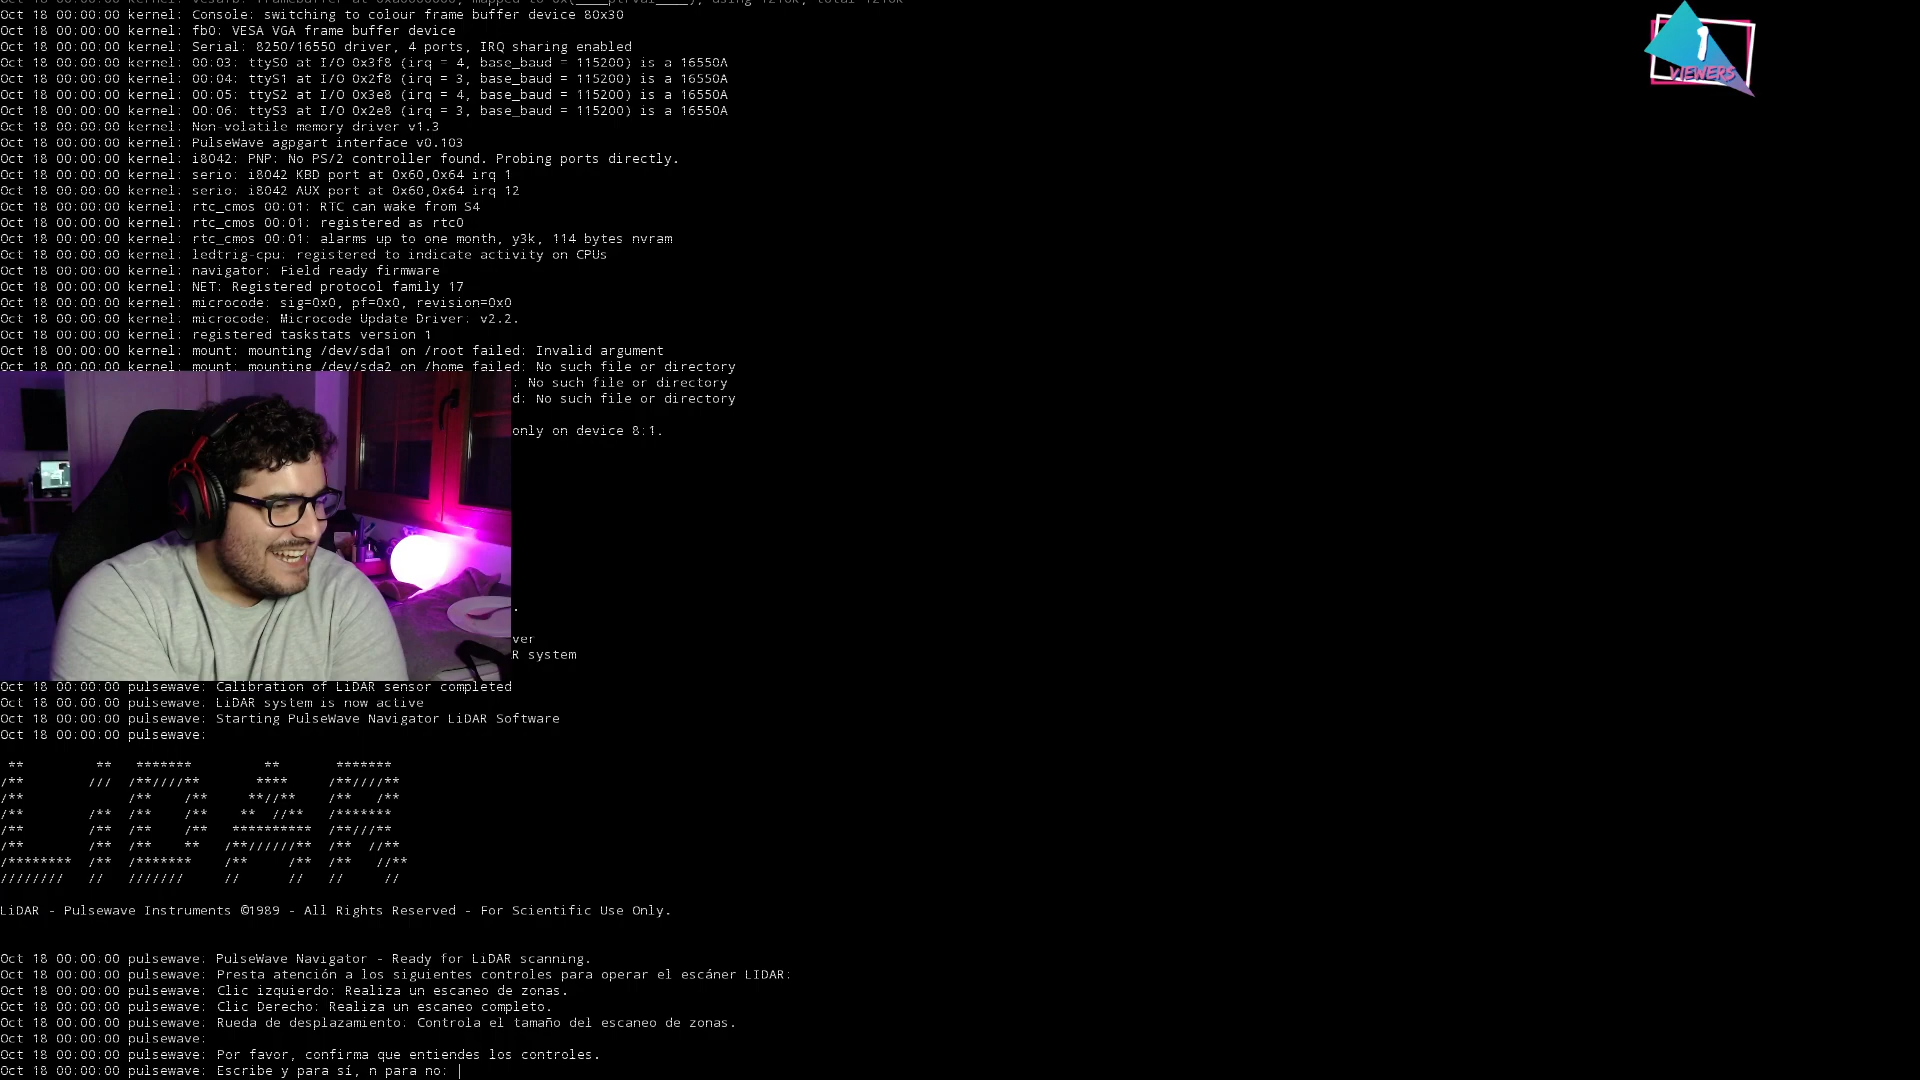 Oct 18 00:00:00 kernel: Console: switching to colour frame buffer device 80x30
Oct 18 00:00:00 kernel: fb0: VESA VGA frame buffer device
Oct 18 00:00:00 kernel: Serial: 8250/16550 driver, 4 ports, IRQ sharing enabled
Oct 18 00:00:00 kernel: 00:03: ttyS0 at I/O 0x3f8 (irq = 4, base_baud = 115200) is a 16550A
Oct 18 00:00:00 kernel: 00:04: ttyS1 at I/O 0x2f8 (irq = 3, base_baud = 115200) is a 16550A
Oct 18 00:00:00 kernel: 00:05: ttyS2 at I/O 0x3e8 (irq = 4, base_baud = 115200) is a 16550A
Oct 18 00:00:00 kernel: 00:06: ttyS3 at I/O 0x2e8 (irq = 3, base_baud = 115200) is a 16550A
Oct 18 00:00:00 kernel: Non-volatile memory driver v1.3
Oct 18 00:00:00 kernel: PulseWave agpgart interface v0.103
Oct 18 00:00:00 kernel: i8042: PNP: No PS/2 controller found. Probing ports directly.
Oct 18 00:00:00 kernel: serio: i8042 KBD port at 0x60,0x64 irq 1
Oct 18 00:00:00 kernel: serio: i8042 AUX port at 0x60,0x64 irq 12
Oct 18 00:00:00 kernel: rtc_cmos 00:01: RTC can wake from S4
Oct 18 00:00:00 kernel: rtc_cmos 00:01: registered as rtc0
Oct 18 00:00:00 kernel: rtc_cmos 00:01: alarms up to one month, y3k, 114 bytes nvram
Oct 18 00:00:00 kernel: ledtrig-cpu: registered to indicate activity on CPUs
Oct 18 00:00:00 kernel: navigator: Field ready firmware
Oct 18 00:00:00 kernel: NET: Registered protocol family 17
Oct 18 00:00:00 kernel: microcode: sig=0x0, pf=0x0, revision=0x0
Oct 18 00:00:00 kernel: microcode: Microcode Update Driver: v2.2.
Oct 18 00:00:00 kernel: registered taskstats version 1
Oct 18 00:00:00 kernel: mount: mounting /dev/sda1 on /root failed: Invalid argument
Oct 18 00:00:00 kernel: mount: mounting /dev/sda2 on /home failed: No such file or directory
: No such file or directory
d: No such file or directory
only on device 8:1.
.
ver
R system
Oct 18 00:00:00 pulsewave: Calibration of LiDAR sensor completed
Oct 18 00:00:00 pulsewave: LiDAR system is now active
Oct 18 00:00:00 pulsewave: Starting PulseWave Navigator LiDAR Software
Oct 18 00:00:00 pulsewave:
LiDAR
LiDAR - Pulsewave Instruments ©1989 - All Rights Reserved - For Scientific Use Only.
Oct 18 00:00:00 pulsewave: PulseWave Navigator - Ready for LiDAR scanning.
Oct 18 00:00:00 pulsewave: Presta atención a los siguientes controles para operar el escáner LIDAR:
Oct 18 00:00:00 pulsewave: Clic izquierdo: Realiza un escaneo de zonas.
Oct 18 00:00:00 pulsewave: Clic Derecho: Realiza un escaneo completo.
Oct 18 00:00:00 pulsewave: Rueda de desplazamiento: Controla el tamaño del escaneo de zonas.
Oct 18 00:00:00 pulsewave:
Oct 18 00:00:00 pulsewave: Por favor, confirma que entiendes los controles.
Oct 18 00:00:00 pulsewave: Escribe y para sí, n para no:
1
VIEWERS